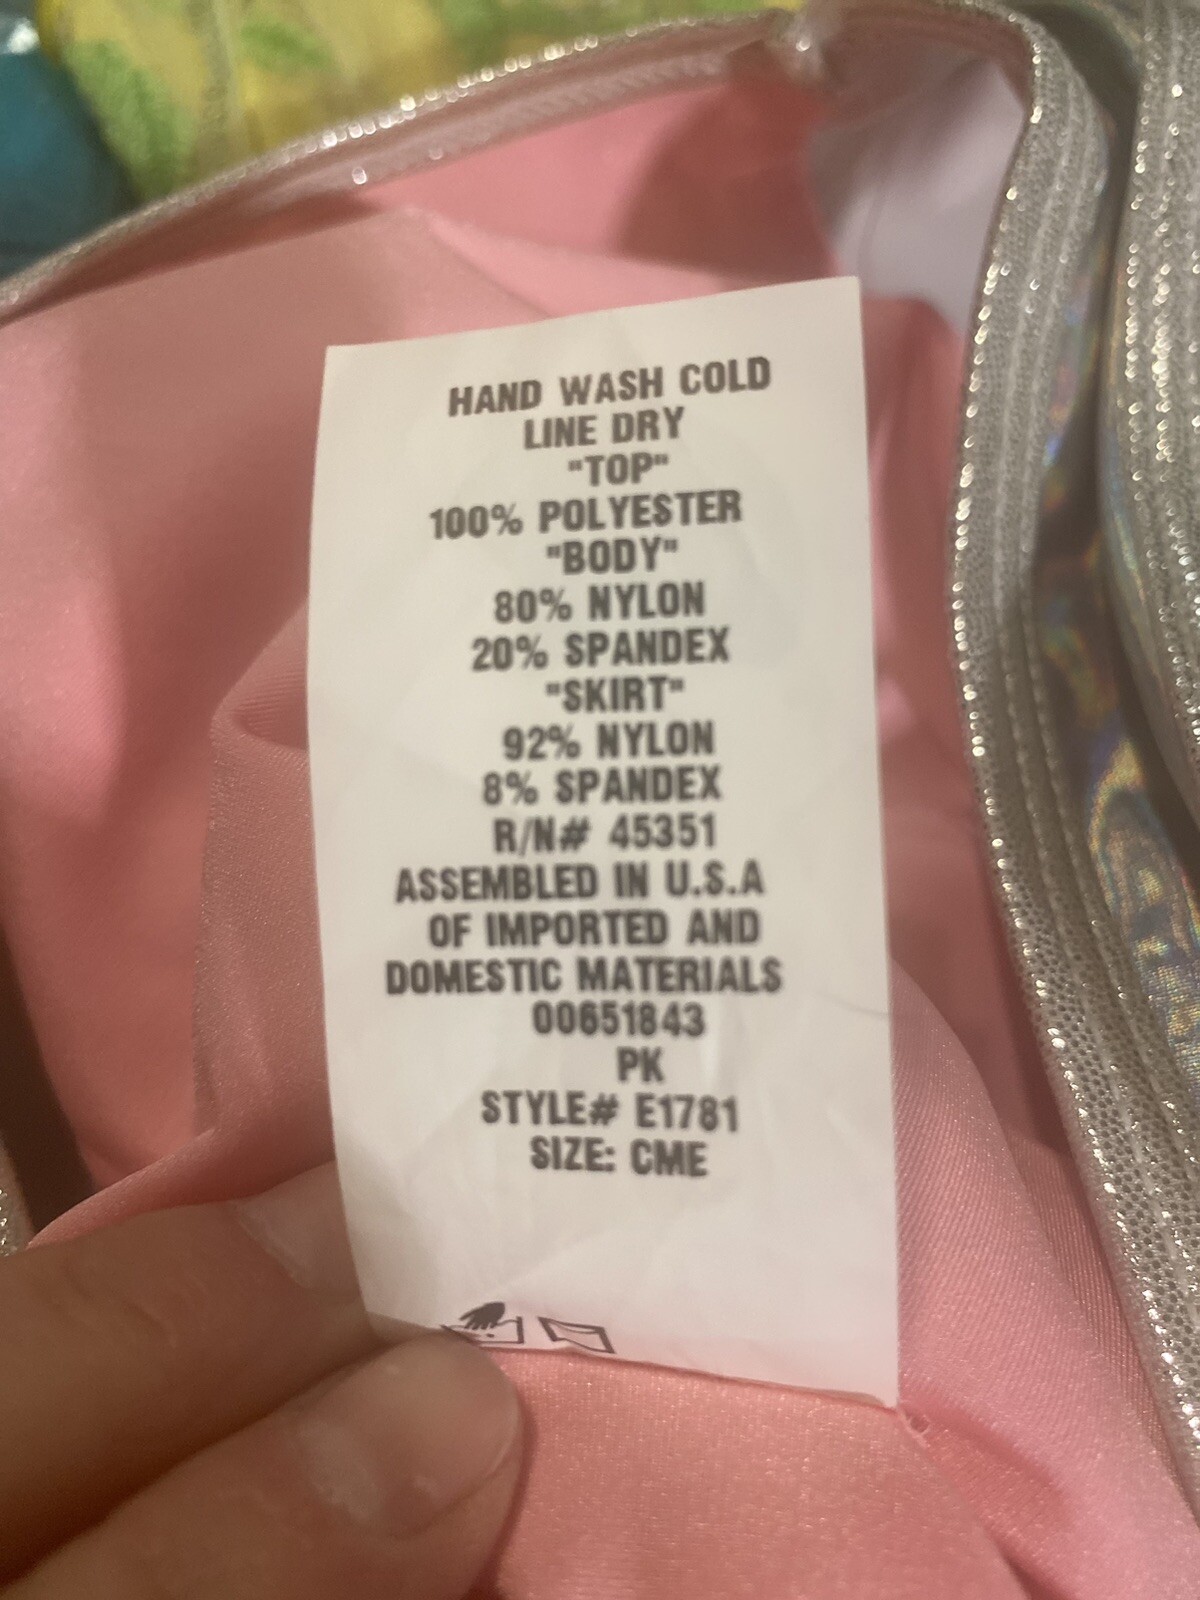 HAND WASH COLD
LINE DRY
"TOP"
100% POLYESTER
"BODY"
80% NYLON
20% SPANDEX
"SKIRT"
92% NYLON
8% SPANDEX
R/N# 45351
ASSEMBLED IN U.S.A
OF IMPORTED AND
DOMESTIC MATERIALS
00651843
PK
STYLE# E1781
SIZE: CME